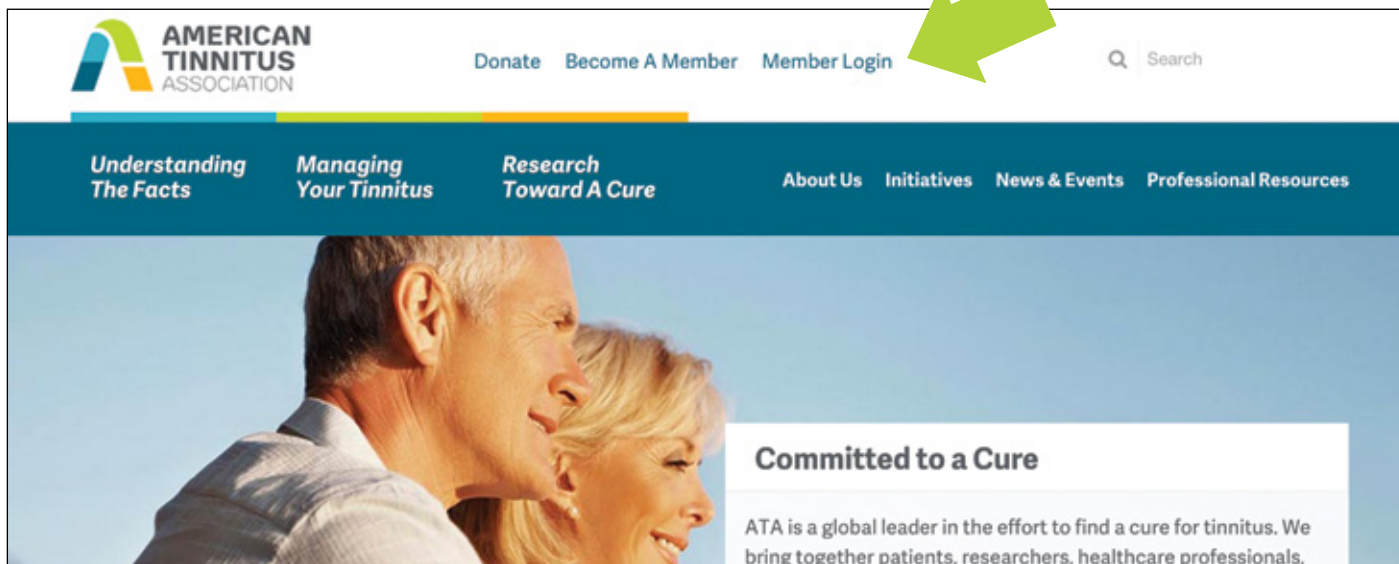 AMERICAN
TINNITUS
ASSOCIATION
Donate Become A Member Member Login
Search
Understanding
The Facts
Managing
Your Tinnitus
Research
Toward A Cure
About Us Initiatives News & Events Professional Resources
Committed to a Cure
ATA is a global leader in the effort to find a cure for tinnitus. We
bring together patients, researchers, healthcare professionals,